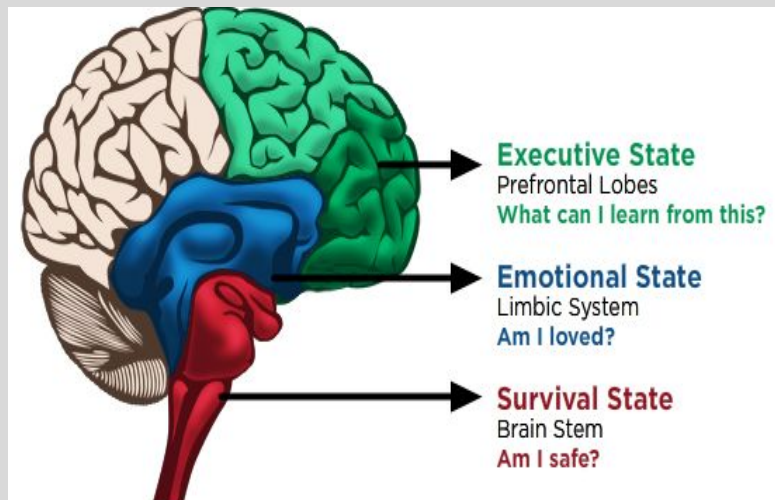 Executive State
Prefrontal Lobes
What can I learn from this?
Emotional State
Limbic System
Am I loved?
Survival State
Brain Stem
Am I safe?